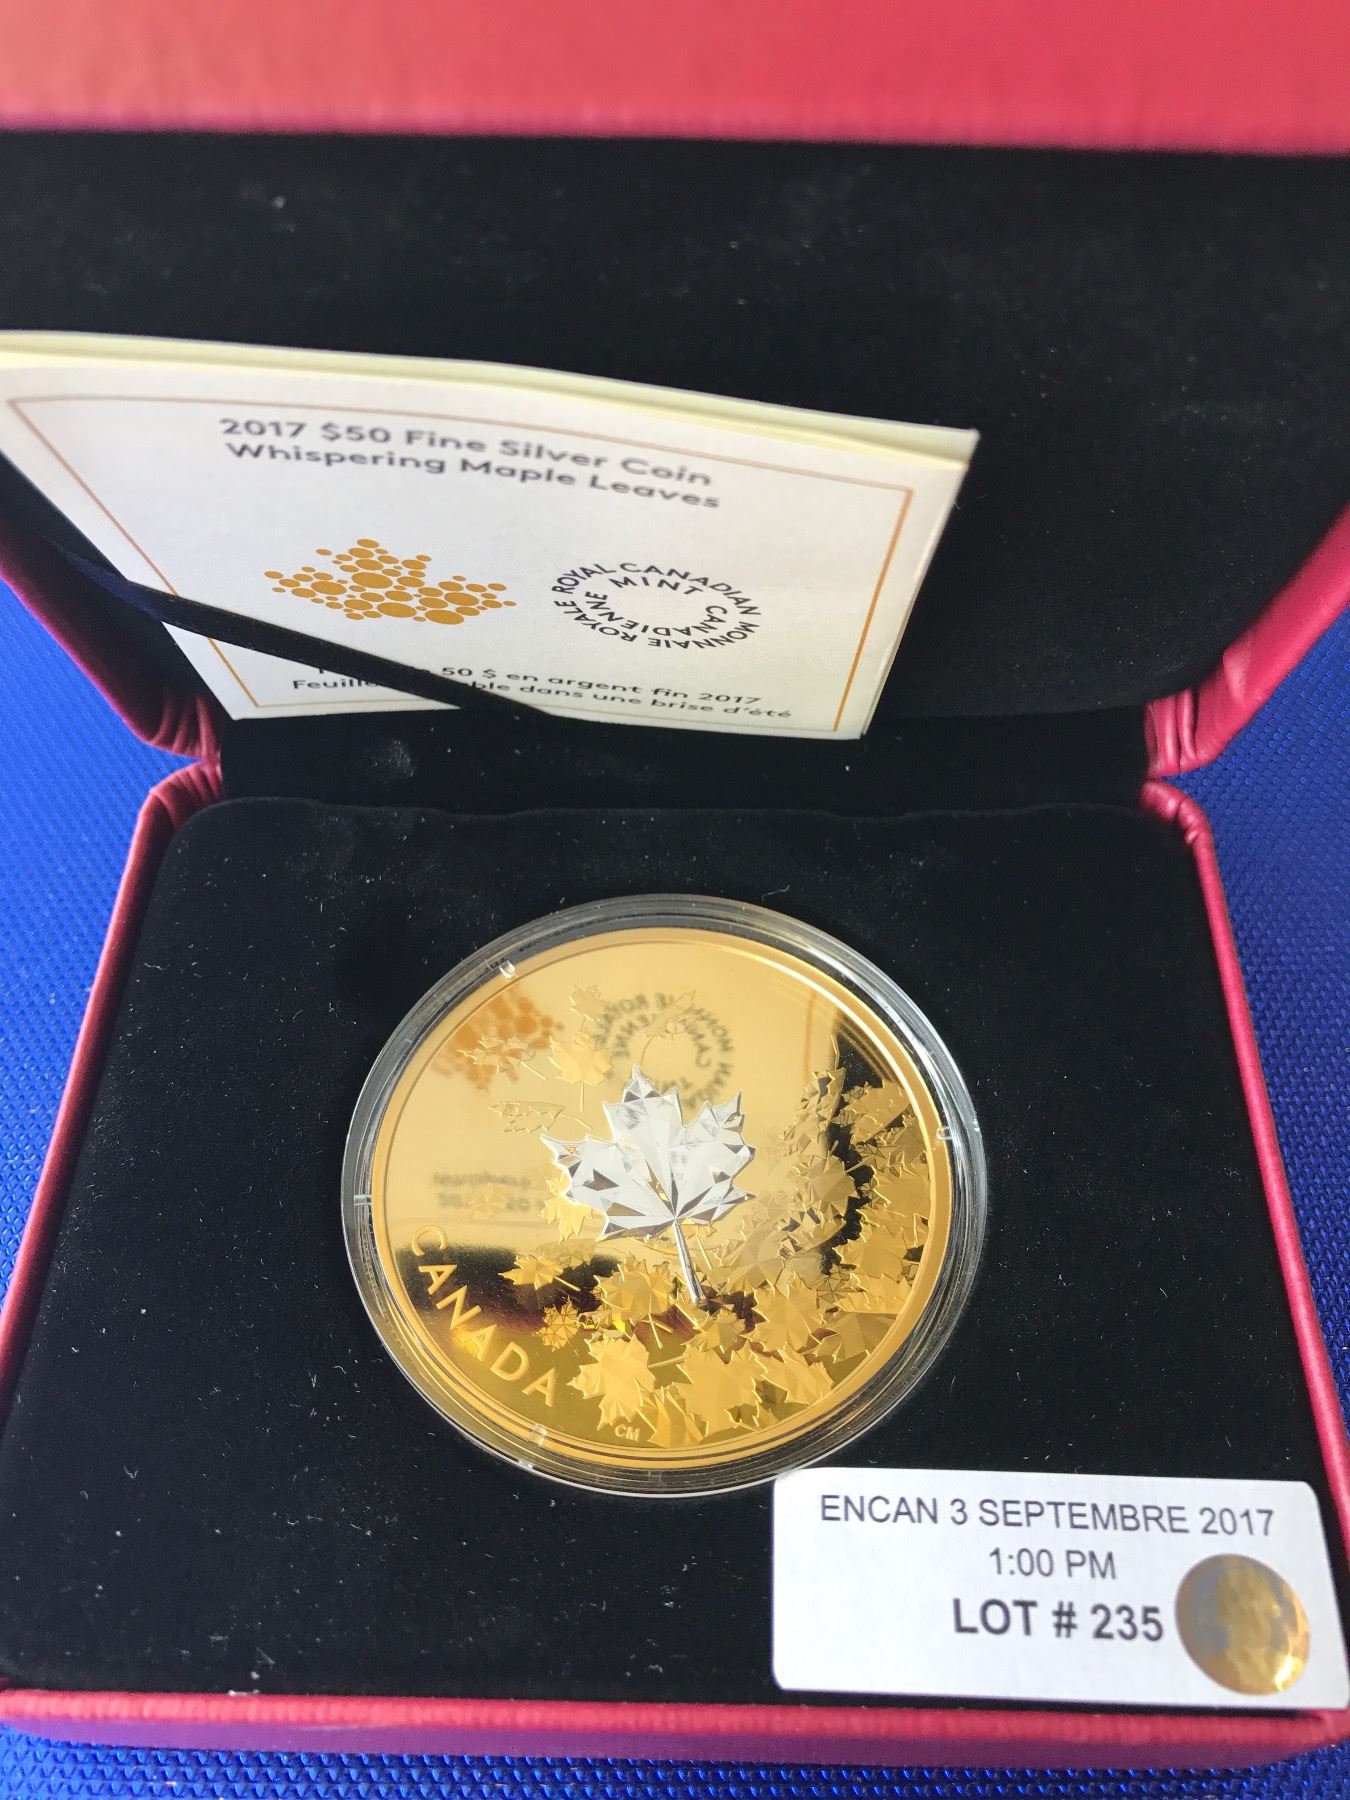 2017 $50 Fine Silver Coin
Whispering Maple Leaves
ROYAL CANADIAN MINT
MONNAIE ROYALE CANADIENNE
50 $ en argent fin 2017
dans une brise d'été
CANADA
CM
ENCAN 3 SEPTEMBRE 2017
1:00 PM
LOT # 235